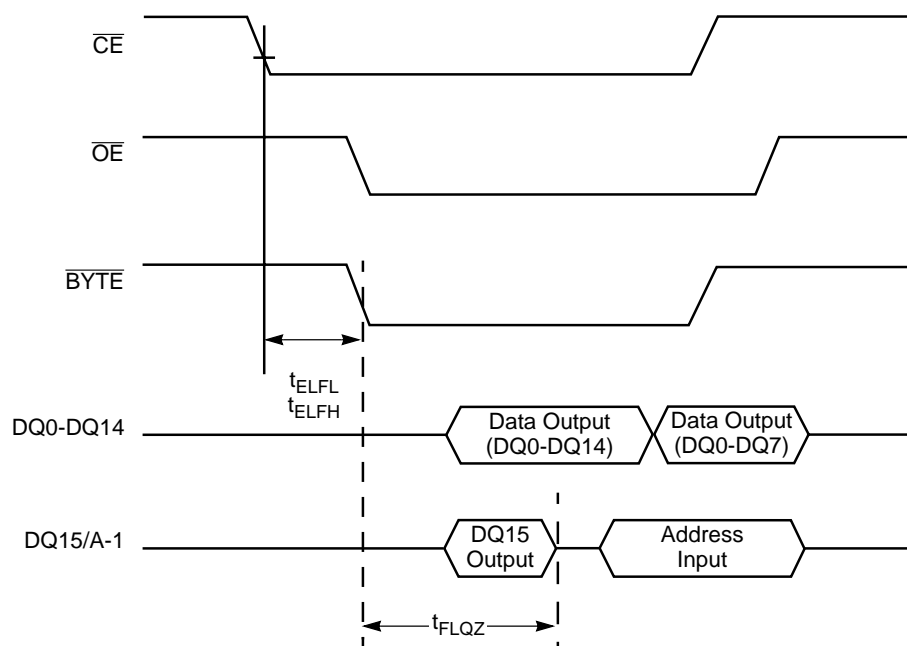 CE
OE
BYTE
tELFL
tELFH
DQ0-DQ14
Data Output
(DQ0-DQ14)
Data Output
(DQ0-DQ7)
DQ15/A-1
DQ15
Output
Address
Input
tFLQZ